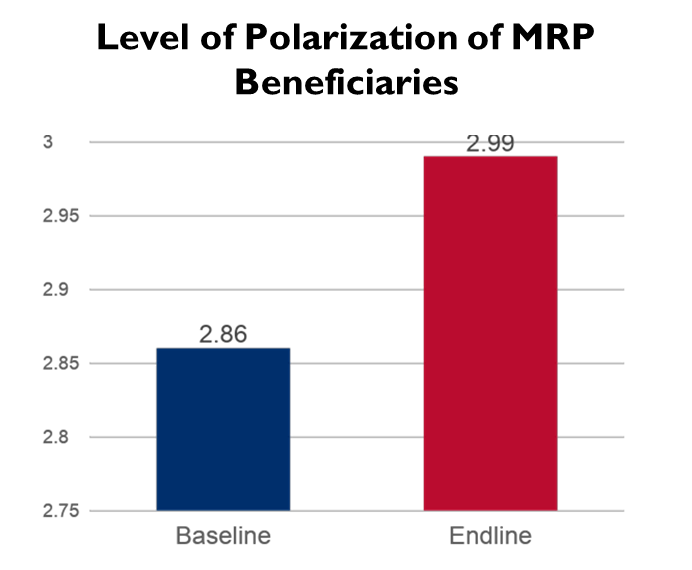 Level of Polarization of MRP
Beneficiaries
3
2.99
2.95
2.9
2.86
2.85
2.8
2.75
Baseline Endline